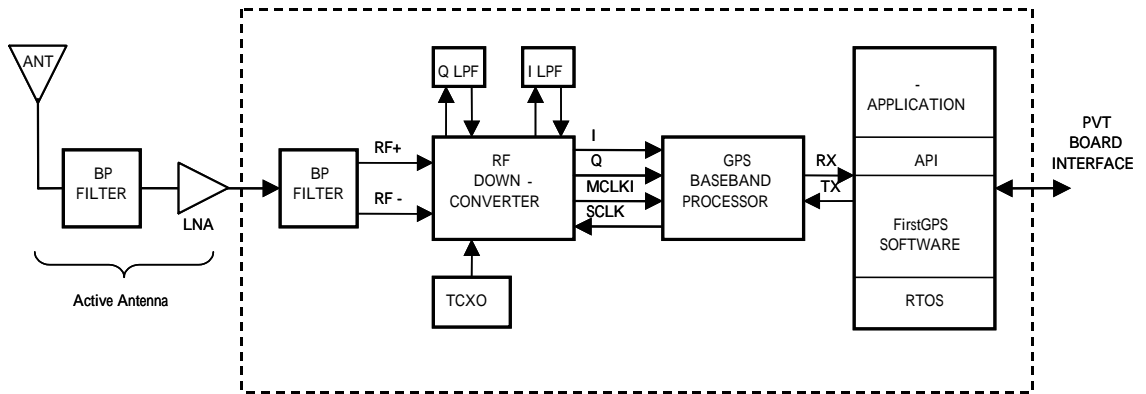 ANT
BP
FILTER
LNA
Active Antenna
BP
FILTER
RF+
RF -
Q LPF
I LPF
RF
DOWN -
CONVERTER
TCXO
I
Q
MCLKI
SCLK
GPS
BASEBAND
PROCESSOR
RX
TX
-
APPLICATION
API
FirstGPS
SOFTWARE
RTOS
PVT
BOARD
INTERFACE